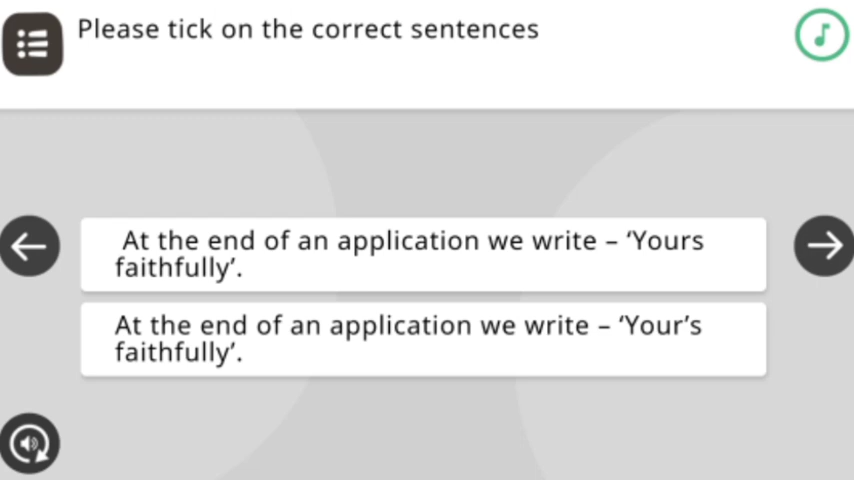 Please tick on the correct sentences
At the end of an application we write – ‘Yours
faithfully’.
At the end of an application we write – ‘Your’s
faithfully’.